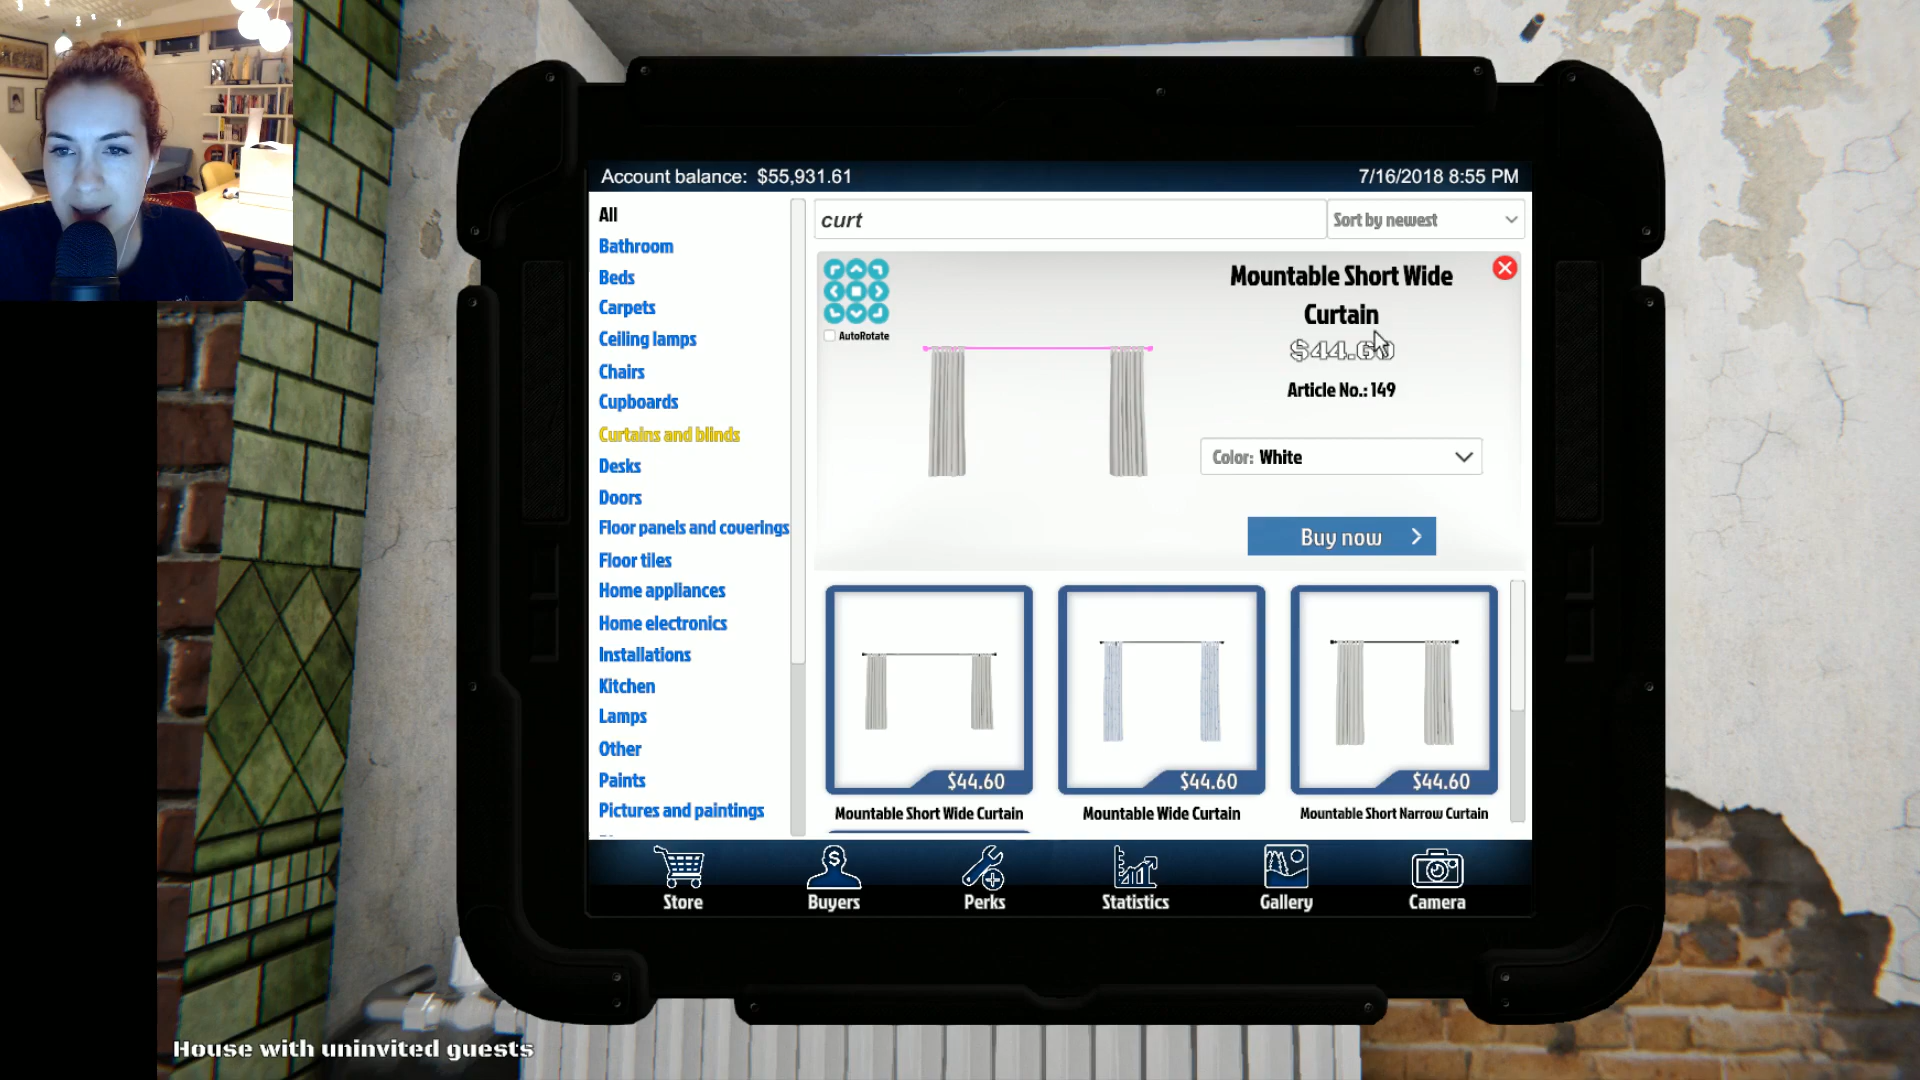 Account balance: $55,931.61
7/16/2018 8:55 PM
All
Bathroom
Beds
Carpets
Ceiling lamps
Chairs
Cupboards
Curtains and blinds
Desks
Doors
Floor panels and coverings
Floor tiles
Home appliances
Home electronics
Installations
Kitchen
Lamps
Other
Paints
Pictures and paintings
curt
Sort by newest
AutoRotate
Mountable Short Wide
Curtain
$44.60
Article No.: 149
Color: White
Buy now
$44.60
Mountable Short Wide Curtain
$44.60
Mountable Wide Curtain
$44.60
Mountable Short Narrow Curtain
Store
Buyers
Perks
Statistics
Gallery
Camera
House with uninvited guests